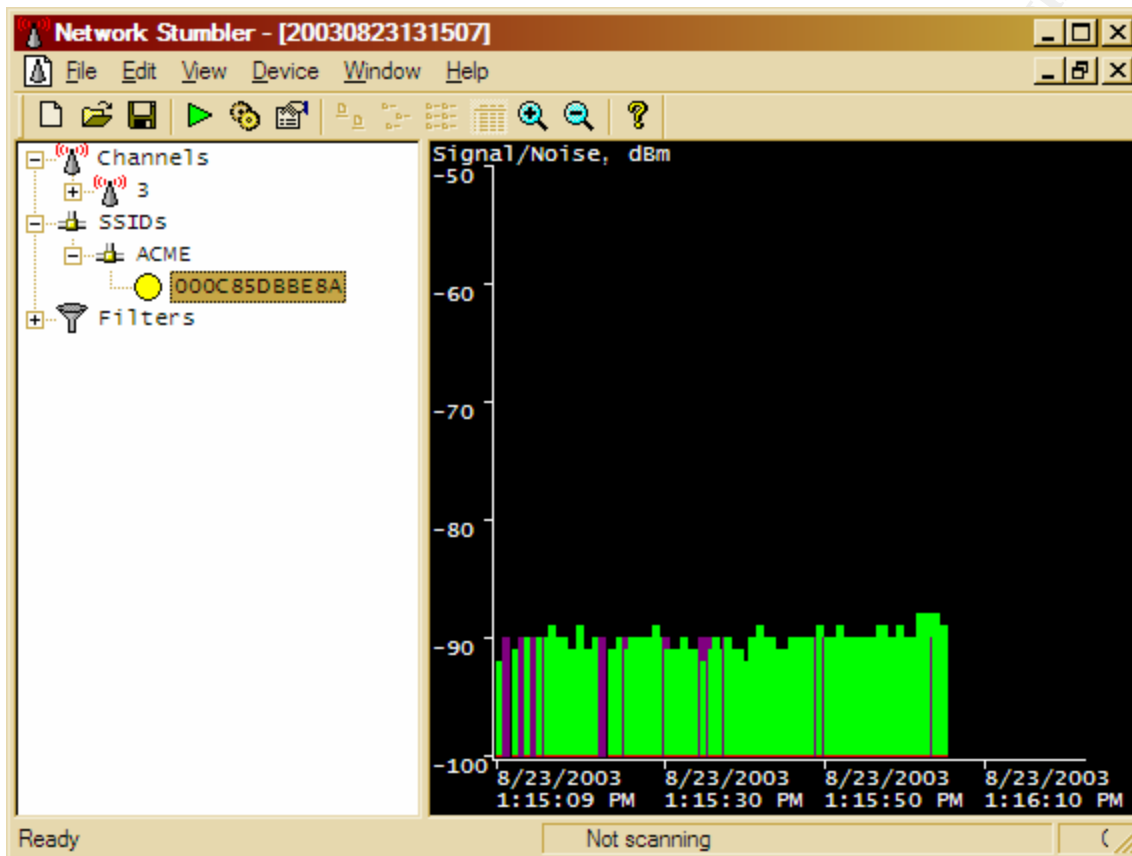 Network Stumbler - [20030823131507]
File Edit View Device Window Help
Channels
3
SSIDs
ACME
000C85DBBE8A
Filters
Signal/Noise, dBm
-50
-60
-70
-80
-90
-100
8/23/2003 8/23/2003 8/23/2003 8/23/2003
1:15:09 PM 1:15:30 PM 1:15:50 PM 1:16:10 PM
Ready Not scanning